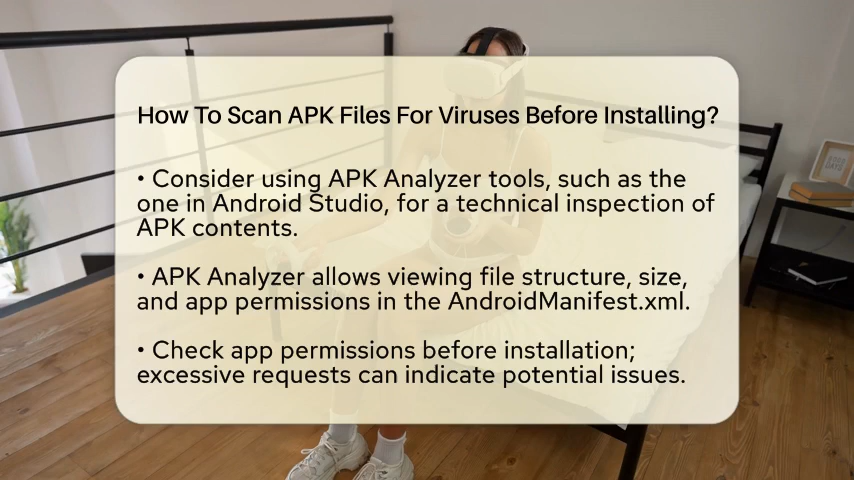 How To Scan APK Files For Viruses Before Installing?
• Consider using APK Analyzer tools, such as the
one in Android Studio, for a technical inspection of
APK contents.
• APK Analyzer allows viewing file structure, size,
and app permissions in the AndroidManifest.xml.
• Check app permissions before installation;
excessive requests can indicate potential issues.